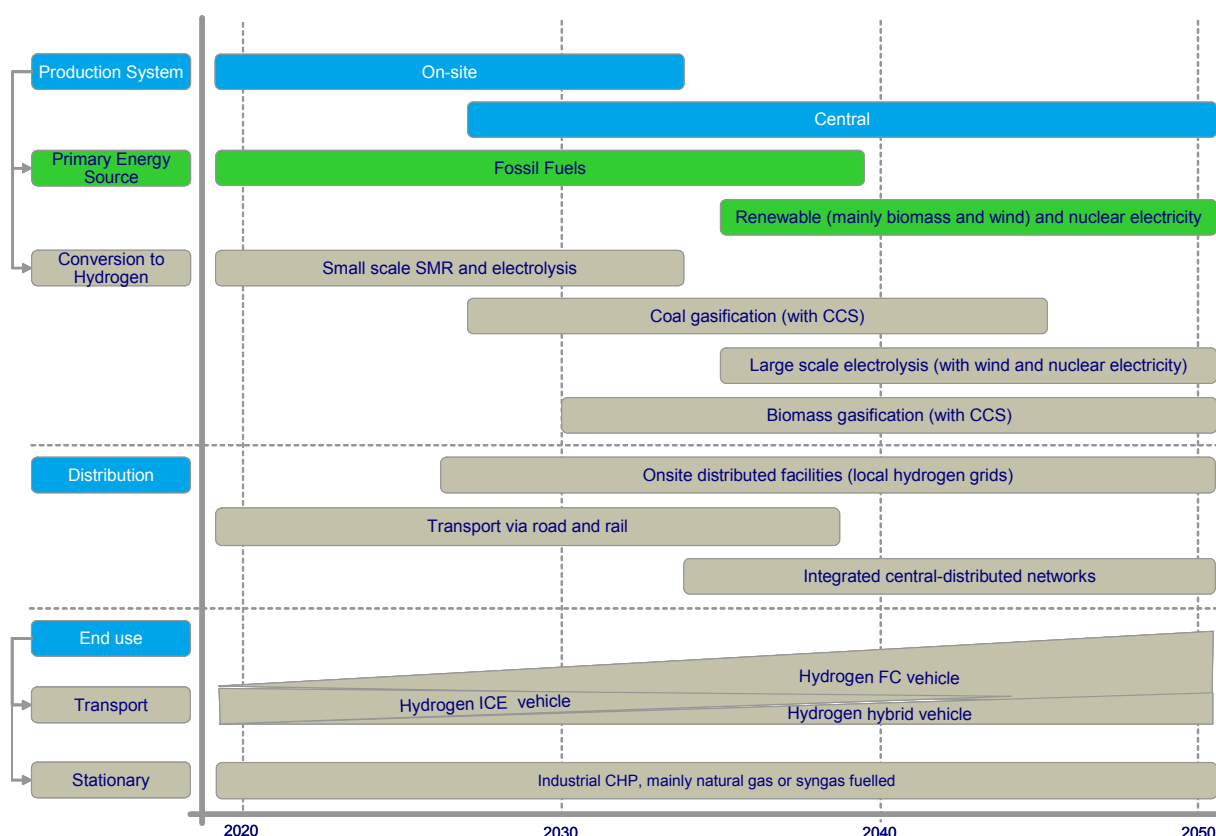 Production System
On-site
Central
Primary Energy
Source
Fossil Fuels
Renewable (mainly biomass and wind) and nuclear electricity
Conversion to
Hydrogen
Small scale SMR and electrolysis
Coal gasification (with CCS)
Large scale electrolysis (with wind and nuclear electricity)
Biomass gasification (with CCS)
Distribution
Onsite distributed facilities (local hydrogen grids)
Transport via road and rail
Integrated central-distributed networks
End use
Hydrogen FC vehicle
Transport
Hydrogen ICE vehicle
Hydrogen hybrid vehicle
Stationary
Industrial CHP, mainly natural gas or syngas fuelled
2020 2030 2040 2050